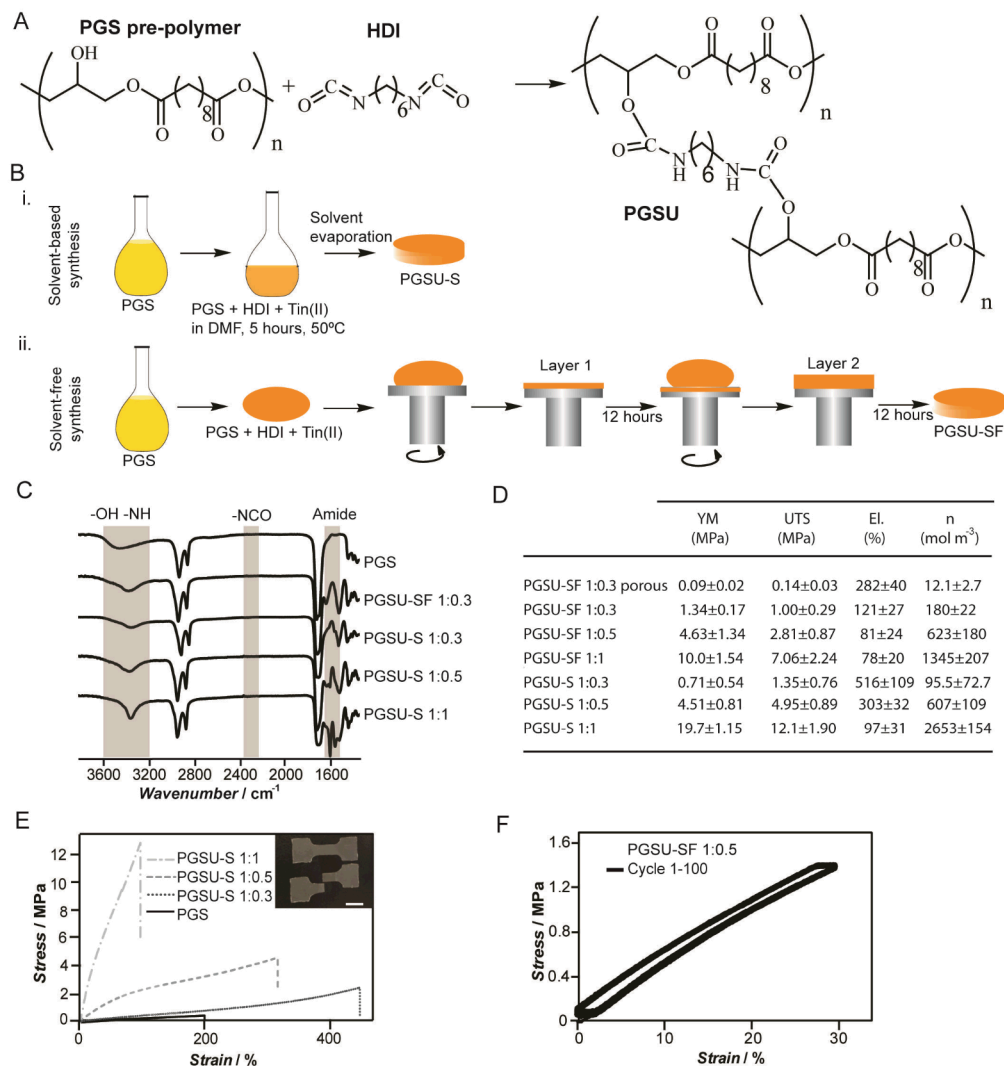 A
PGS pre-polymer
HDI
OH
O
O
O
O
8
n
+
O
C
N
6
N
C
O
O
O
O
O
8
n
O
O
C
N
H
6
N
H
C
O
O
PGSU
O
O
O
O
8
n
B
i.
Solvent-based
synthesis
PGS
PGS + HDI + Tin(II)
in DMF, 5 hours, 50ºC
Solvent
evaporation
PGSU-S
ii.
Solvent-free
synthesis
PGS
PGS + HDI + Tin(II)
Layer 1
12 hours
Layer 2
12 hours
PGSU-SF
C
-OH -NH
-NCO
Amide
PGS
PGSU-SF 1:0.3
PGSU-S 1:0.3
PGSU-S 1:0.5
PGSU-S 1:1
3600 2800 2400 2000 1600
Wavenumber / cm-1
D
YM (MPa) UTS (MPa) El. (%) n (mol m-3)
PGSU-SF 1:0.3 porous 0.09±0.02 0.14±0.03 282±40 12.1±2.7
PGSU-SF 1:0.3 1.34±0.17 1.00±0.29 121±27 180±22
PGSU-SF 1:0.5 4.63±1.34 2.81±0.87 81±24 623±180
PGSU-SF 1:1 10.0±1.54 7.06±2.24 78±20 1345±207
PGSU-S 1:0.3 0.71±0.54 1.35±0.76 516±109 95.5±72.7
PGSU-S 1:0.5 4.51±0.81 4.95±0.89 303±32 607±109
PGSU-S 1:1 19.7±1.15 12.1±1.90 97±31 2653±154
E
Stress / MPa
12
10
8
6
4
2
0
PGSU-S 1:1
PGSU-S 1:0.5
PGSU-S 1:0.3
PGS
0 200 400
Strain / %
F
Stress / MPa
1.6
1.2
0.8
0.4
0
PGSU-SF 1:0.5
Cycle 1-100
0 10 20 30
Strain / %